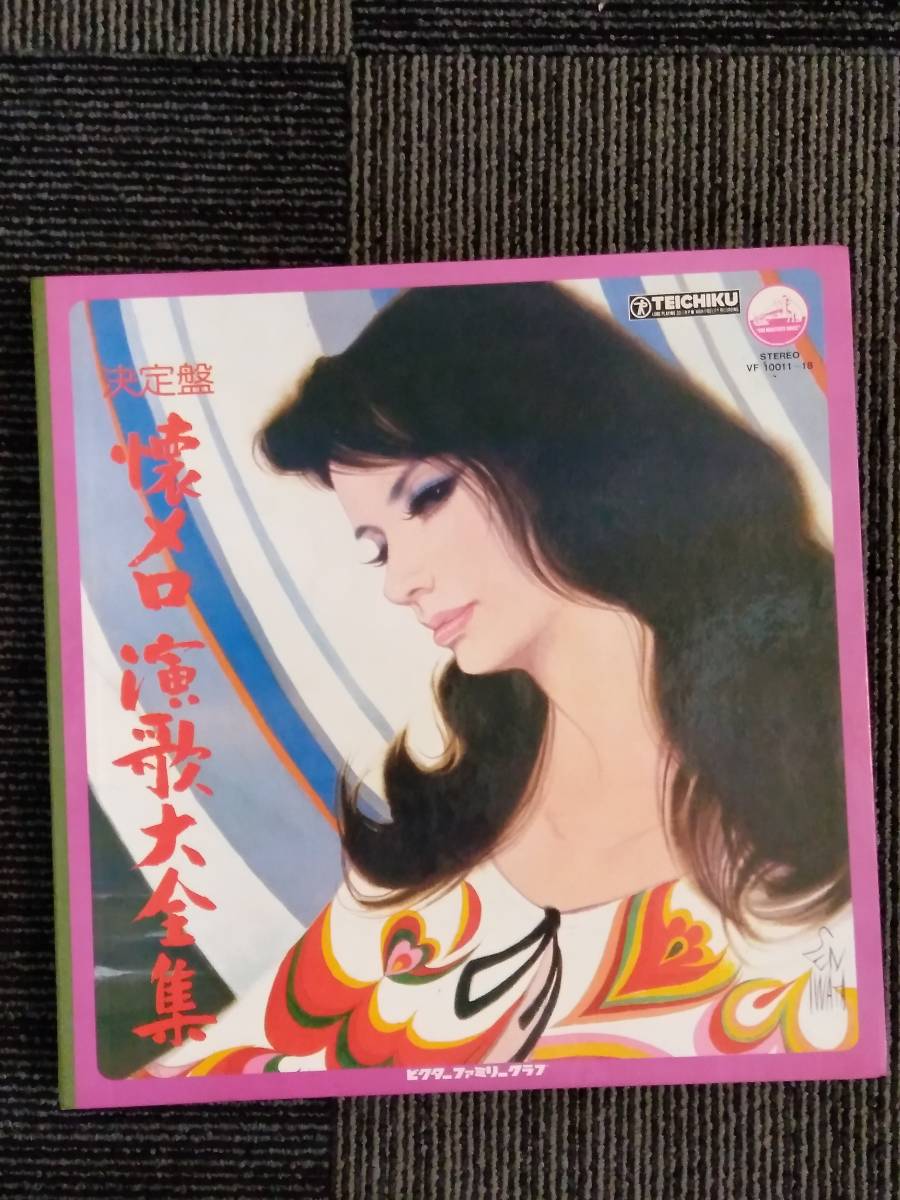 TEICHIKU
STEREO
VF 10011-18
決定盤
懐メロ 演歌大全集
ビクターファミリークラブ